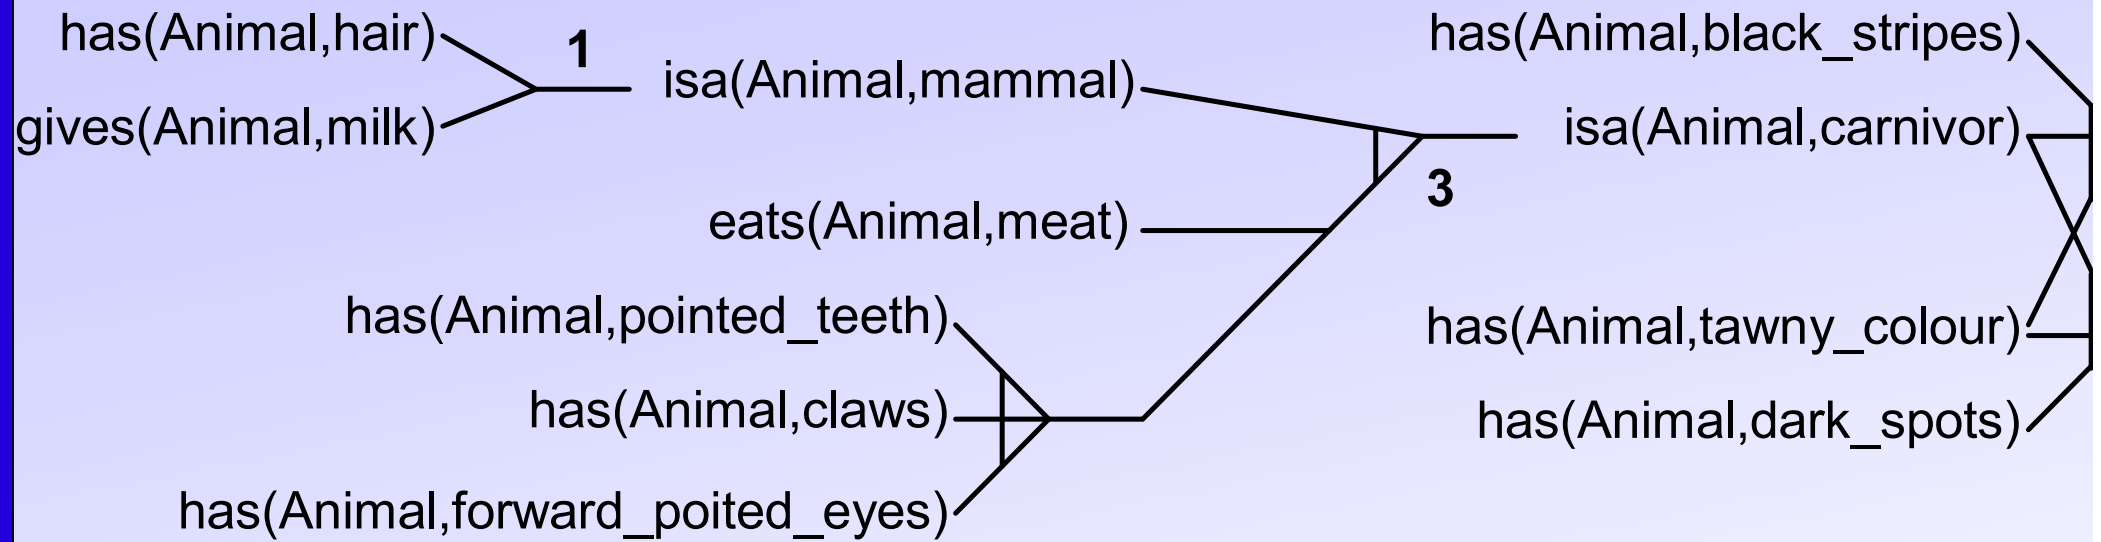 has(Animal,hair)
gives(Animal,milk)
1
isa(Animal,mammal)
eats(Animal,meat)
has(Animal,pointed_teeth)
has(Animal,claws)
has(Animal,forward_poited_eyes)
3
has(Animal,black_stripes)
isa(Animal,carnivor)
has(Animal,tawny_colour)
has(Animal,dark_spots)